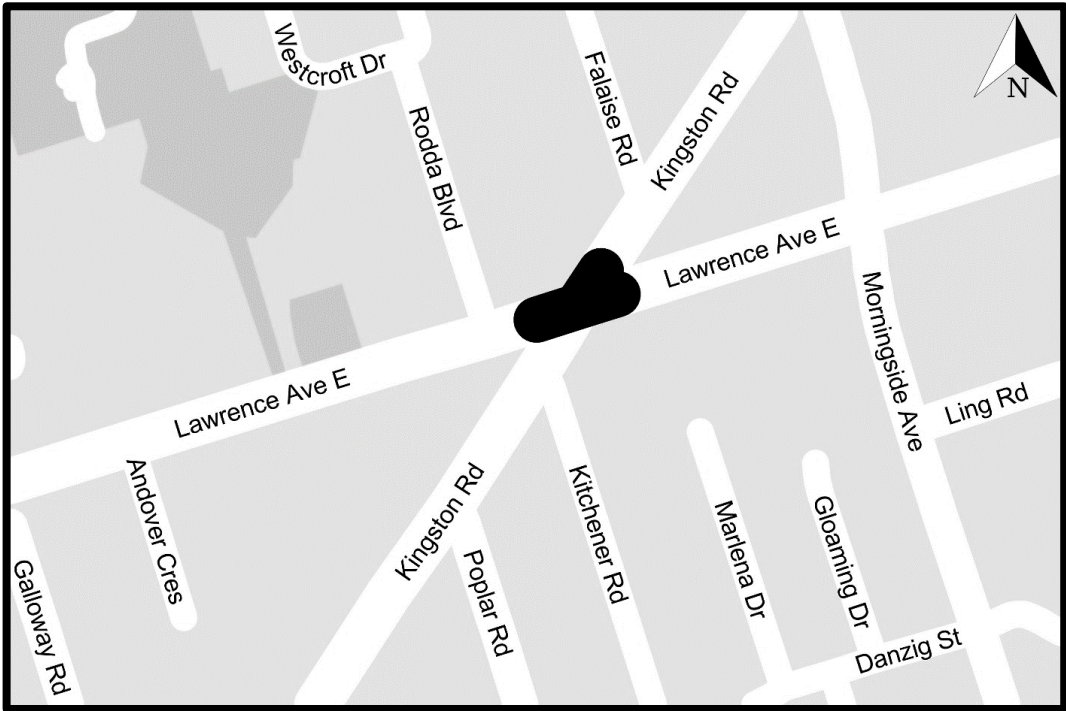 Westcroft Dr
Falaise Rd
Kingston Rd
N
Rodda Blvd
Lawrence Ave E
Morningside Ave
Lawrence Ave E
Ling Rd
Andover Cres
Kingston Rd
Kitchener Rd
Marlena Dr
Gloaming Dr
Galloway Rd
Poplar Rd
Danzig St